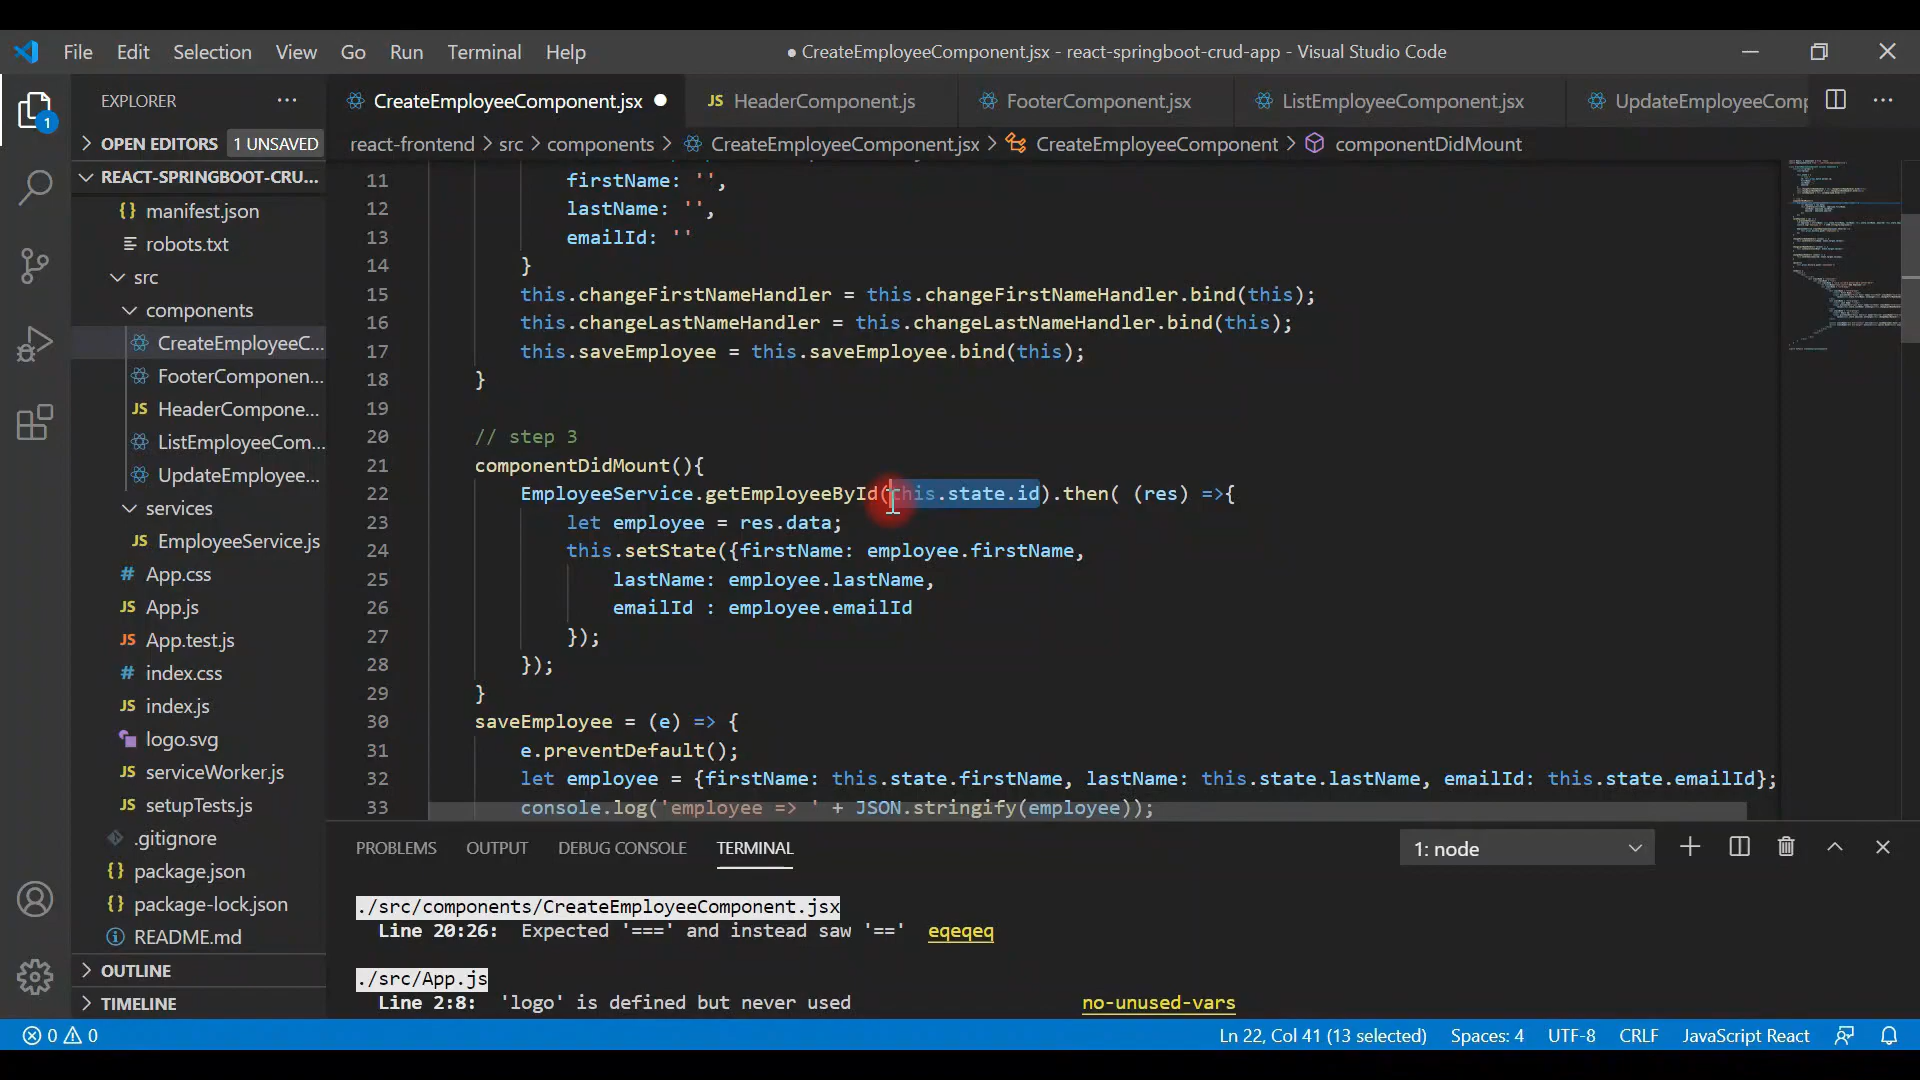 File Edit Selection View Go Run Terminal Help
● CreateEmployeeComponent.jsx - react-springboot-crud-app - Visual Studio Code
EXPLORER ···
1
OPEN EDITORS 1 UNSAVED
REACT-SPRINGBOOT-CRU...
{} manifest.json
robots.txt
src
components
CreateEmployeeC...
FooterComponen...
JS HeaderCompone...
ListEmployeeCom...
UpdateEmployee...
services
JS EmployeeService.js
# App.css
JS App.js
JS App.test.js
# index.css
JS index.js
logo.svg
JS serviceWorker.js
JS setupTests.js
.gitignore
{} package.json
{} package-lock.json
README.md
OUTLINE
TIMELINE
CreateEmployeeComponent.jsx ● JS HeaderComponent.js FooterComponent.jsx ListEmployeeComponent.jsx UpdateEmployeeComp
react-frontend > src > components > CreateEmployeeComponent.jsx > CreateEmployeeComponent > componentDidMount
11 firstName: '',
12 lastName: '',
13 emailId: ''
14 }
15 this.changeFirstNameHandler = this.changeFirstNameHandler.bind(this);
16 this.changeLastNameHandler = this.changeLastNameHandler.bind(this);
17 this.saveEmployee = this.saveEmployee.bind(this);
18 }
19
20 // step 3
21 componentDidMount(){
22 EmployeeService.getEmployeeById(this.state.id).then( (res) =>{
23 let employee = res.data;
24 this.setState({firstName: employee.firstName,
25 lastName: employee.lastName,
26 emailId : employee.emailId
27 });
28 });
29 }
30 saveEmployee = (e) => {
31 e.preventDefault();
32 let employee = {firstName: this.state.firstName, lastName: this.state.lastName, emailId: this.state.emailId};
33 console.log('employee => ' + JSON.stringify(employee));
PROBLEMS OUTPUT DEBUG CONSOLE TERMINAL 1: node
./src/components/CreateEmployeeComponent.jsx
Line 20:26: Expected '===' and instead saw '==' eqeqeq
./src/App.js
Line 2:8: 'logo' is defined but never used no-unused-vars
0 0 Ln 22, Col 41 (13 selected) Spaces: 4 UTF-8 CRLF JavaScript React